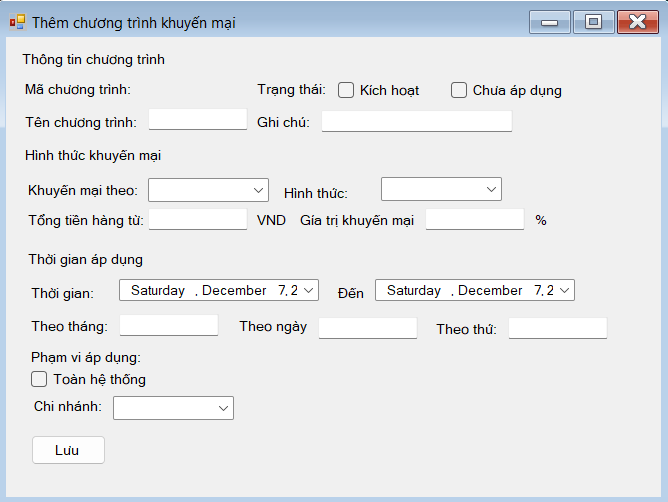 Thêm chương trình khuyến mại
Thông tin chương trình
Mã chương trình: Trạng thái: Kích hoạt Chưa áp dụng
Tên chương trình: Ghi chú:
Hình thức khuyến mại
Khuyến mại theo: Hình thức:
Tổng tiền hàng từ: VND Gía trị khuyến mại %
Thời gian áp dụng
Thời gian: Saturday , December 7, 2 Đến Saturday , December 7, 2
Theo tháng: Theo ngày Theo thứ:
Phạm vi áp dụng:
Toàn hệ thống
Chi nhánh:
Lưu